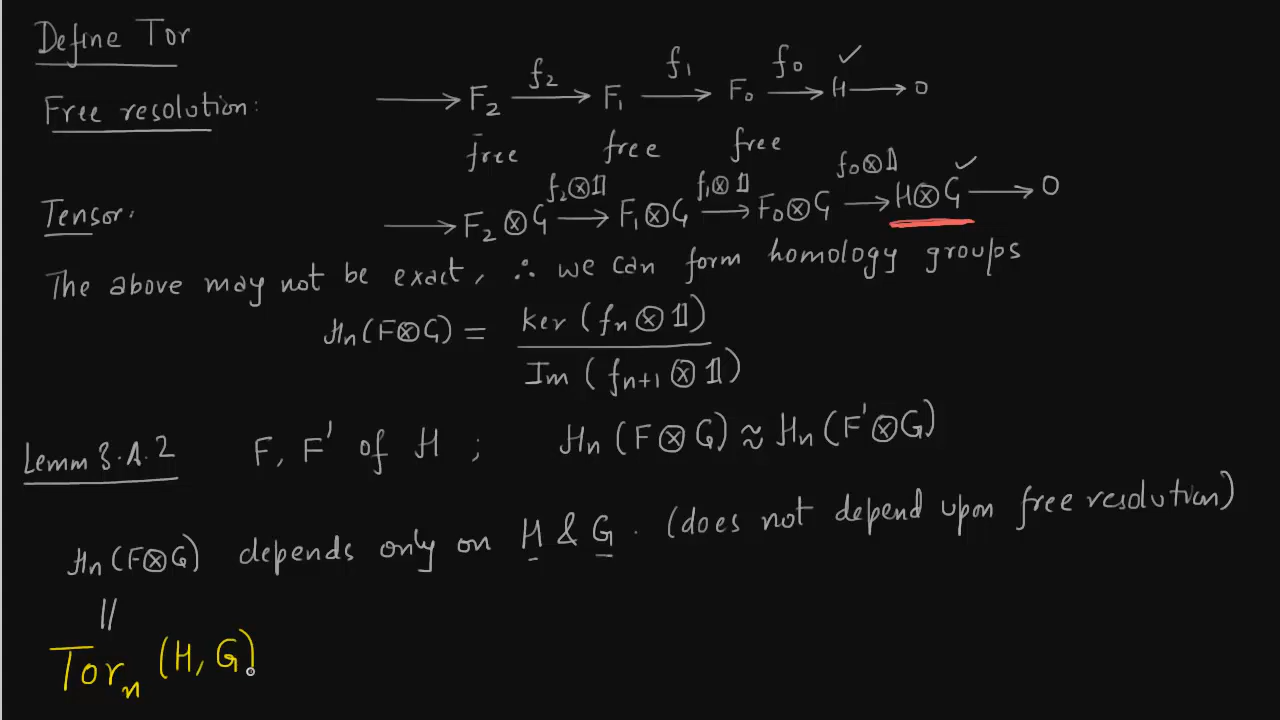 Define Tor
Free resolution: ⟶ F₂ ⟶ F₁ ⟶ F₀ ⟶ H ⟶ 0
f₂ f₁ f₀ ✓
free free free
f₂⊗𝟙 f₁⊗𝟙 f₀⊗𝟙 ✓
Tensor: ⟶ F₂⊗G ⟶ F₁⊗G ⟶ F₀⊗G ⟶ H⊗G ⟶ 0
The above may not be exact, ∴ we can form homology groups
Hn(F⊗G) = ker(fn⊗𝟙) / Im(fn+1⊗𝟙)
Lemm 3.A.2 F, F' of H ; Hn(F⊗G) ≈ Hn(F'⊗G)
Hn(F⊗G) depends only on H & G. (does not depend upon free resolution)
||
Torₙ(H, G)